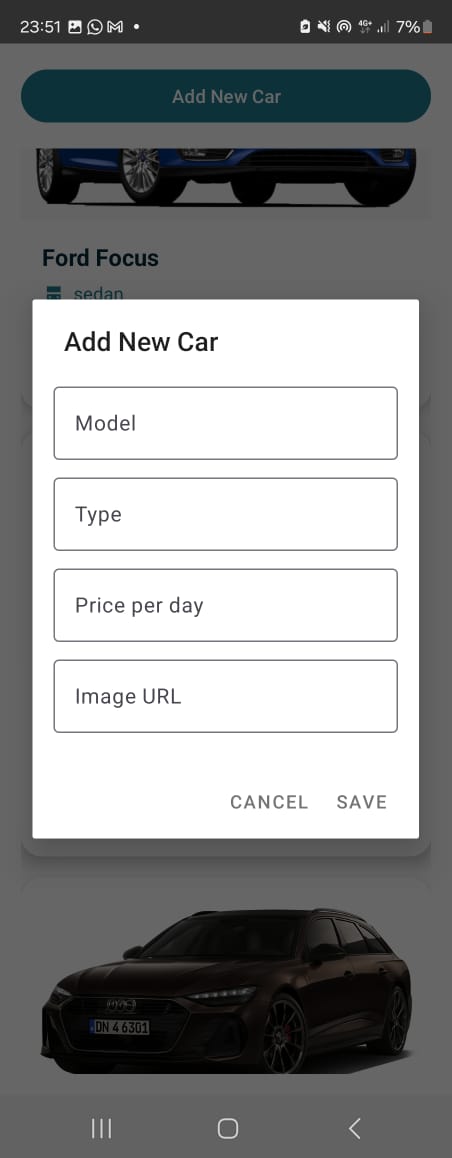 23:51
4G+
7%
Add New Car
Ford Focus
sedan
Add New Car
Model
Type
Price per day
Image URL
CANCEL SAVE
DN 4 6301